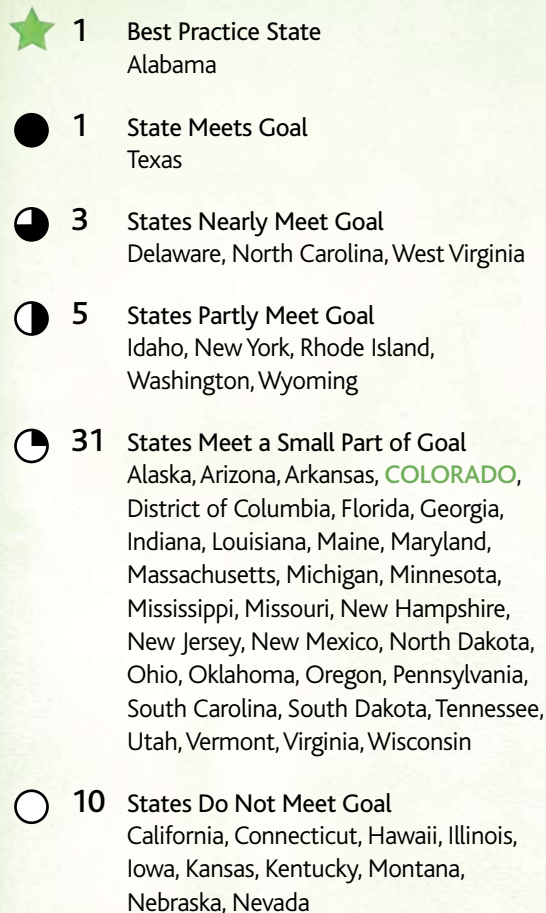 1 Best Practice State
Alabama
1 State Meets Goal
Texas
3 States Nearly Meet Goal
Delaware, North Carolina, West Virginia
5 States Partly Meet Goal
Idaho, New York, Rhode Island,
Washington, Wyoming
31 States Meet a Small Part of Goal
Alaska, Arizona, Arkansas, COLORADO,
District of Columbia, Florida, Georgia,
Indiana, Louisiana, Maine, Maryland,
Massachusetts, Michigan, Minnesota,
Mississippi, Missouri, New Hampshire,
New Jersey, New Mexico, North Dakota,
Ohio, Oklahoma, Oregon, Pennsylvania,
South Carolina, South Dakota, Tennessee,
Utah, Vermont, Virginia, Wisconsin
10 States Do Not Meet Goal
California, Connecticut, Hawaii, Illinois,
Iowa, Kansas, Kentucky, Montana,
Nebraska, Nevada